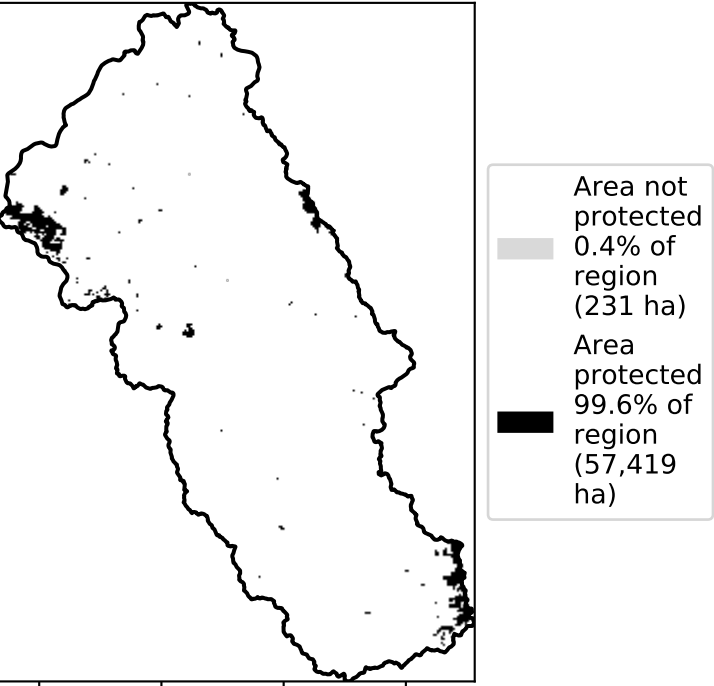 Area not
protected
0.4% of
region
(231 ha)
Area
protected
99.6% of
region
(57,419
ha)